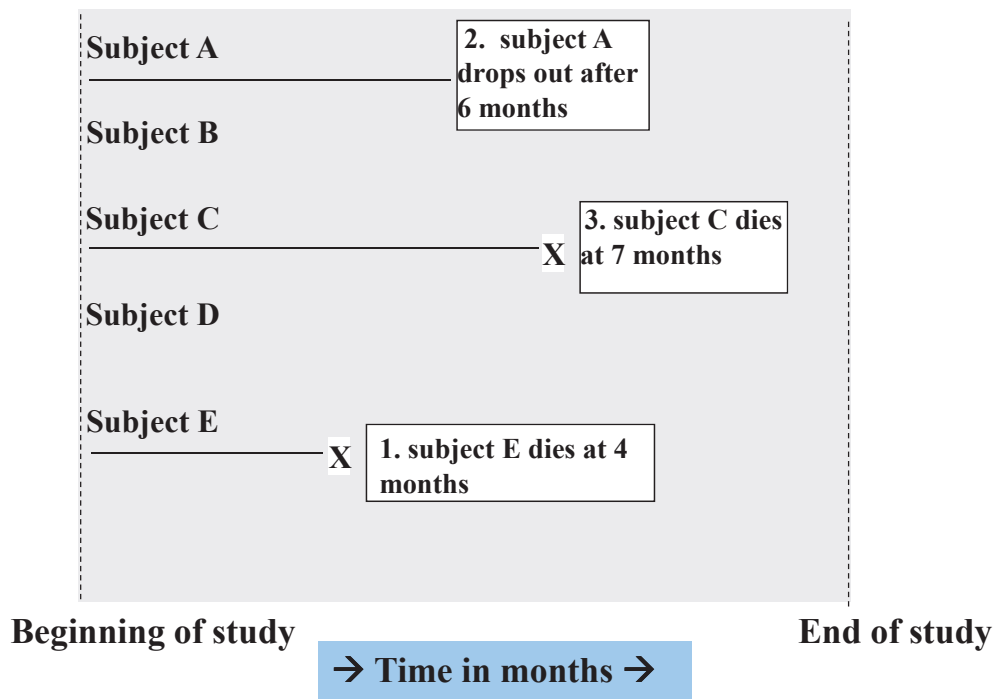 Subject A
2. subject A
drops out after
6 months
Subject B
Subject C
X
3. subject C dies
at 7 months
Subject D
Subject E
X
1. subject E dies at 4
months
Beginning of study
End of study
→ Time in months →